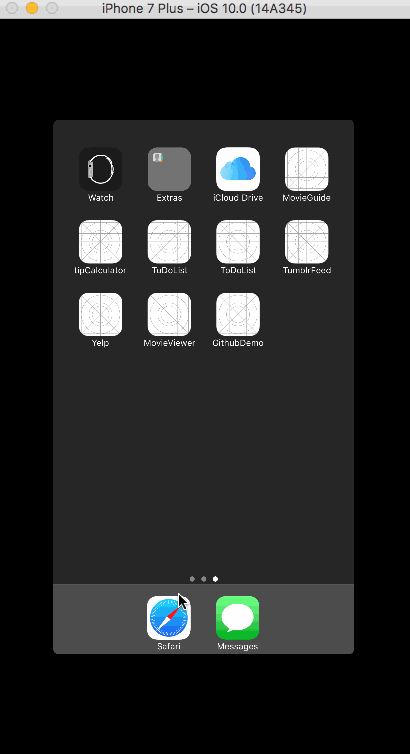 iPhone 7 Plus – iOS 10.0 (14A345)
Watch Extras iCloud Drive MovieGuide
tipCalculator ToDoList ToDoList TumblrFeed
Yelp MovieViewer GithubDemo
Safari Messages